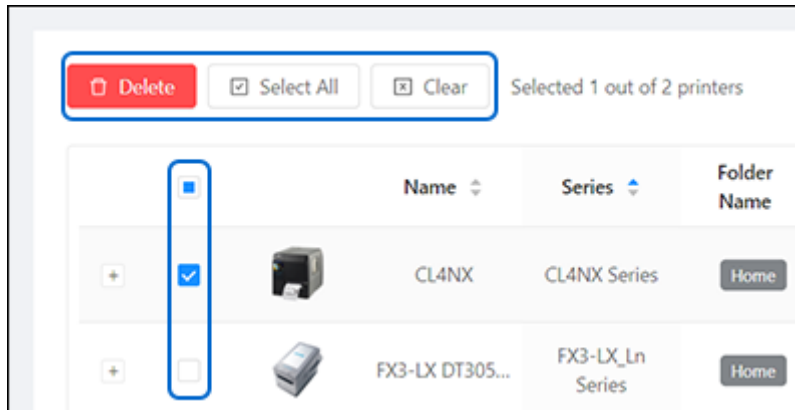 Delete Select All Clear Selected 1 out of 2 printers
Name Series Folder Name
CL4NX CL4NX Series Home
FX3-LX DT305... FX3-LX_Ln Series Home